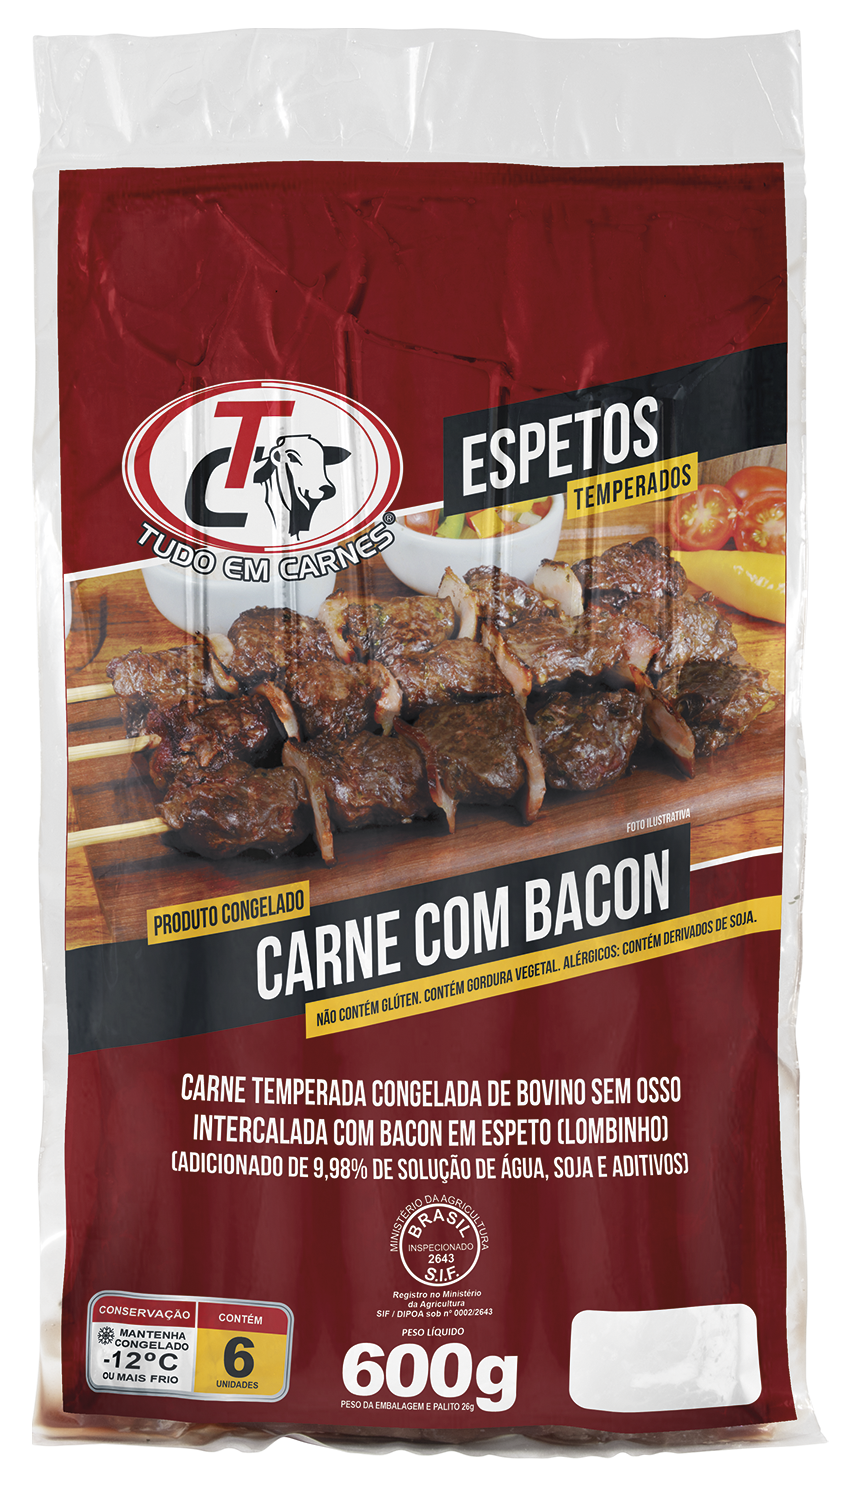 TC
TUDO EM CARNES®
ESPETOS
TEMPERADOS
FOTO ILUSTRATIVA
PRODUTO CONGELADO
CARNE COM BACON
NÃO CONTÉM GLÚTEN. CONTÉM GORDURA VEGETAL. ALÉRGICOS: CONTÉM DERIVADOS DE SOJA.
CARNE TEMPERADA CONGELADA DE BOVINO SEM OSSO
INTERCALADA COM BACON EM ESPETO (LOMBINHO)
(ADICIONADO DE 9,98% DE SOLUÇÃO DE ÁGUA, SOJA E ADITIVOS)
MINISTÉRIO DA AGRICULTURA
BRASIL
INSPECIONADO
2643
S.I.F.
Registro no Ministério
da Agricultura
SIF / DIPOA sob nº 0002/2643
CONSERVAÇÃO
MANTENHA
CONGELADO
-12ºC
OU MAIS FRIO
CONTÉM
6
UNIDADES
PESO LÍQUIDO
600g
PESO DA EMBALAGEM E PALITO 26g